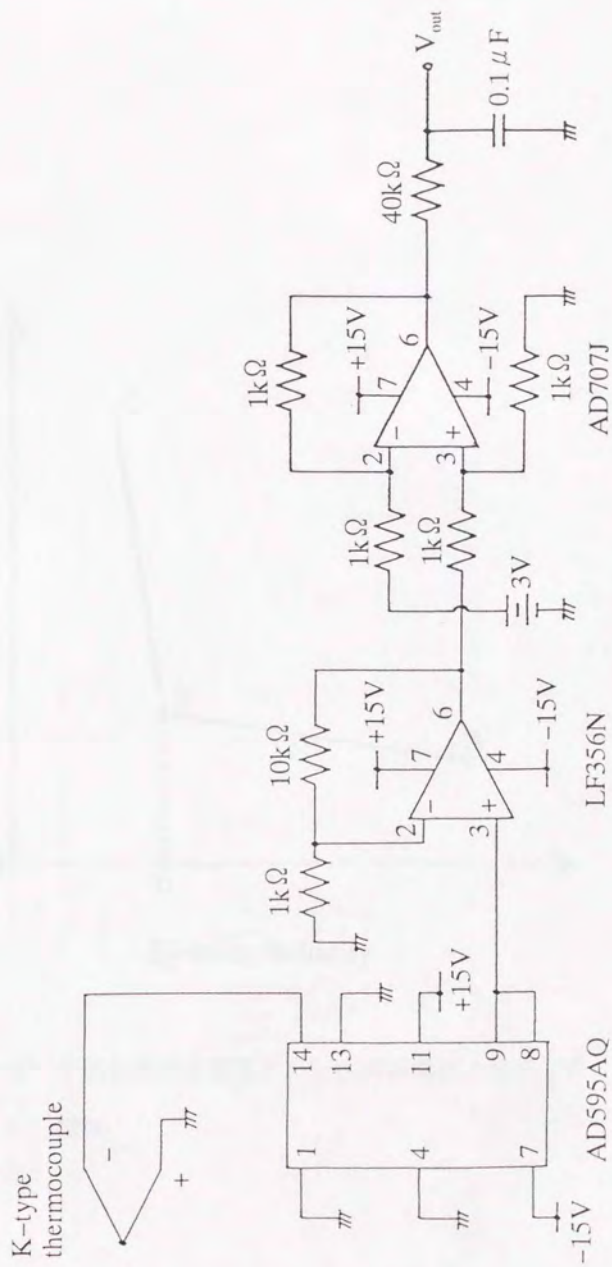 K-type
thermocouple
−
+
1
14
13
4
11
+15V
9
7
8
−15V
AD595AQ
1kΩ
10kΩ
2
−
+15V
7
6
3
+
4
−15V
LF356N
3V
1kΩ
1kΩ
1kΩ
2
−
+15V
7
6
3
+
4
−15V
1kΩ
AD707J
40kΩ
Vout
0.1μF